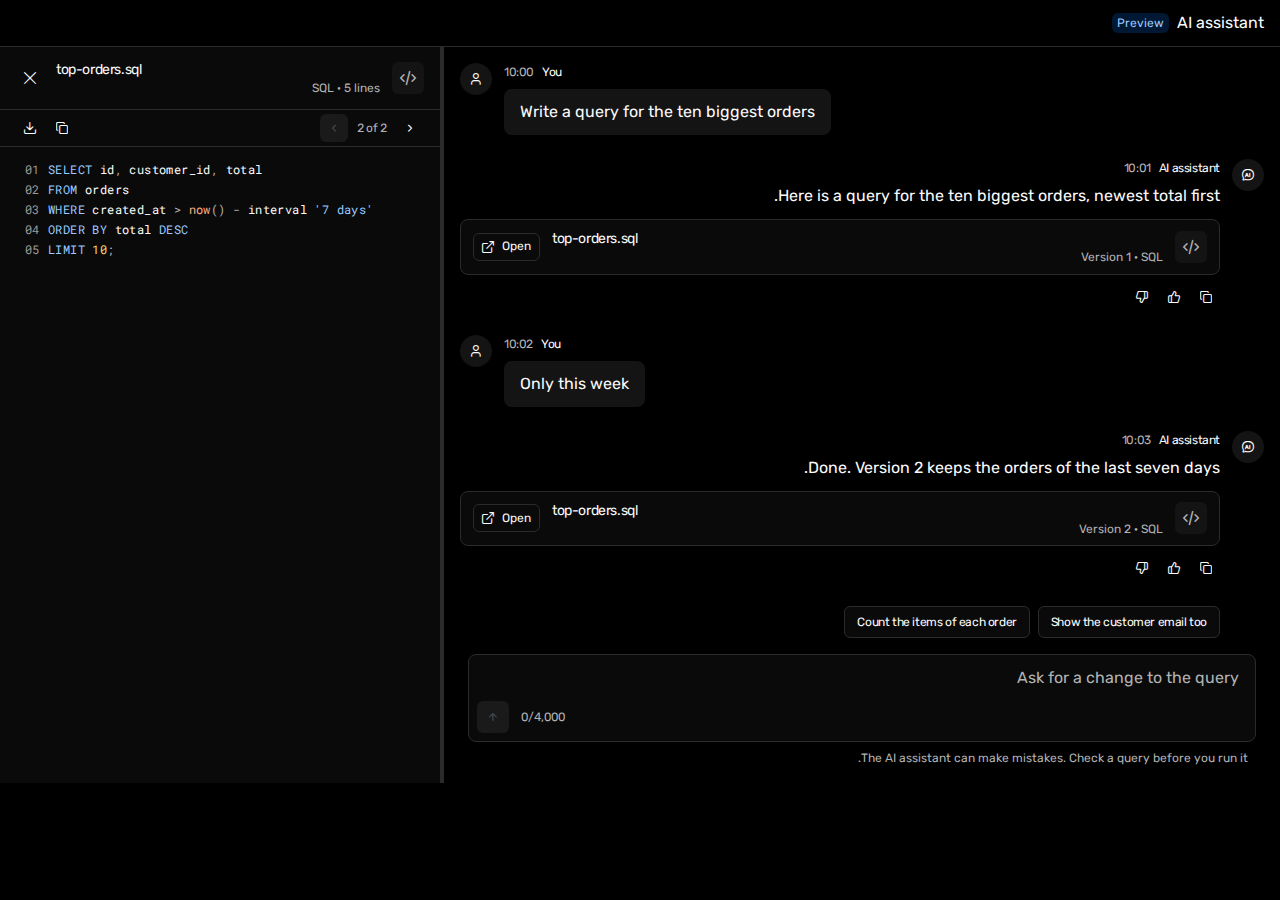 Preview AI assistant
top-orders.sql
SQL • 5 lines
2 of 2
01 SELECT id, customer_id, total
02 FROM orders
03 WHERE created_at > now() - interval '7 days'
04 ORDER BY total DESC
05 LIMIT 10;
10:00 You
Write a query for the ten biggest orders
10:01 AI assistant
.Here is a query for the ten biggest orders, newest total first
Open top-orders.sql
Version 1 • SQL
10:02 You
Only this week
10:03 AI assistant
.Done. Version 2 keeps the orders of the last seven days
Open top-orders.sql
Version 2 • SQL
Count the items of each order
Show the customer email too
Ask for a change to the query
0/4,000
.The AI assistant can make mistakes. Check a query before you run it